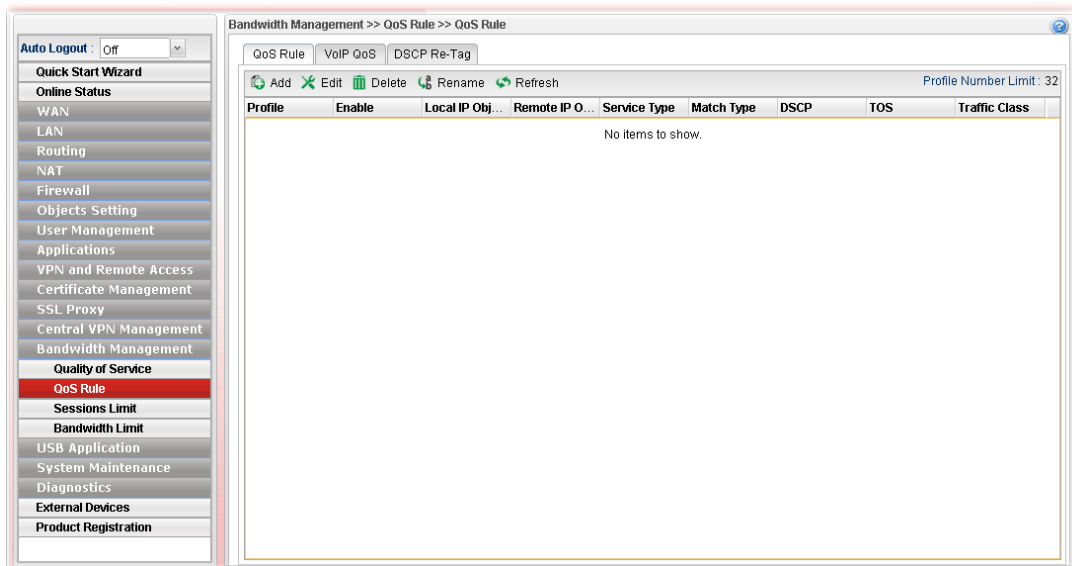 Bandwidth Management >> QoS Rule >> QoS Rule
Auto Logout : Off
Quick Start Wizard
Online Status
WAN
LAN
Routing
NAT
Firewall
Objects Setting
User Management
Applications
VPN and Remote Access
Certificate Management
SSL Proxy
Central VPN Management
Bandwidth Management
Quality of Service
QoS Rule
Sessions Limit
Bandwidth Limit
USB Application
System Maintenance
Diagnostics
External Devices
Product Registration
QoS Rule VoIP QoS DSCP Re-Tag
Add Edit Delete Rename Refresh Profile Number Limit : 32
Profile Enable Local IP Obj... Remote IP O... Service Type Match Type DSCP TOS Traffic Class
No items to show.